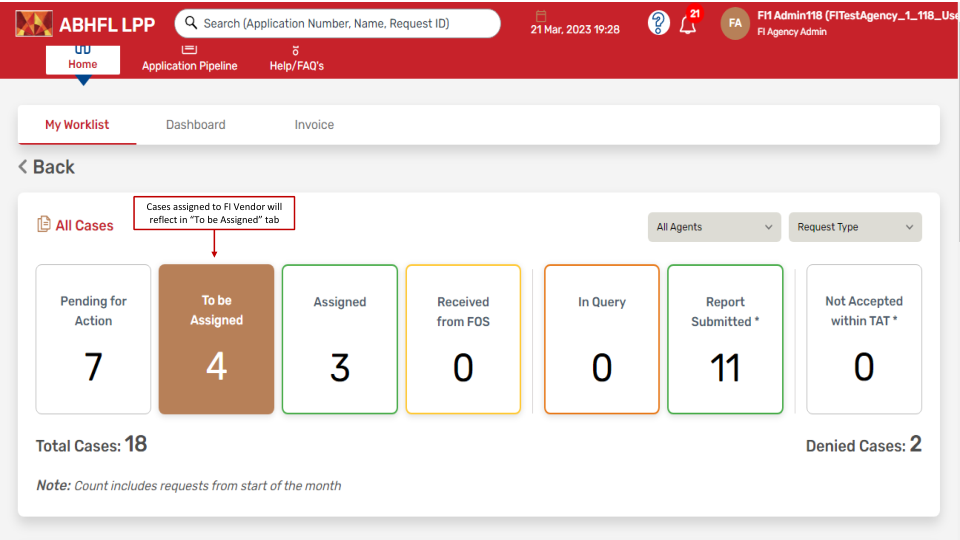 ABHFL LPP
Search (Application Number, Name, Request ID)
21 Mar, 2023 19:28
21
FA
FI1 Admin118 (FITestAgency_1_118_Use
FI Agency Admin
Home
Application Pipeline
Help/FAQ's
My Worklist
Dashboard
Invoice
Back
All Cases
Cases assigned to FI Vendor will
reflect in "To be Assigned" tab
All Agents
Request Type
Pending for
Action
7
To be
Assigned
4
Assigned
3
Received
from FOS
0
In Query
0
Report
Submitted *
11
Not Accepted
within TAT *
0
Total Cases: 18
Denied Cases: 2
Note: Count includes requests from start of the month